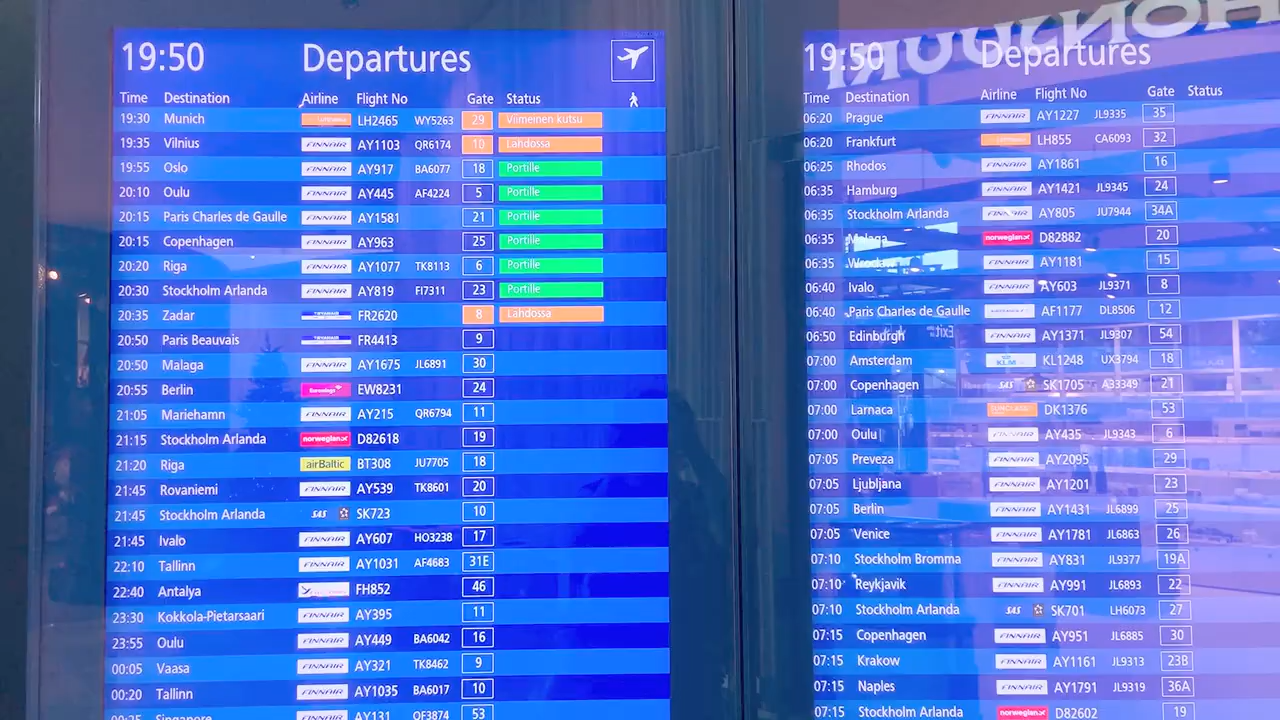 19:50 Departures
Time Destination Airline Flight No Gate Status
19:30 Munich LH2465 WY5263 29 Viimeinen kutsu
19:35 Vilnius FINNAIR AY1103 QR6174 10 Lähdössä
19:55 Oslo FINNAIR AY917 BA6077 18 Portille
20:10 Oulu FINNAIR AY445 AF4224 5 Portille
20:15 Paris Charles de Gaulle FINNAIR AY1581 21 Portille
20:15 Copenhagen FINNAIR AY963 25 Portille
20:20 Riga FINNAIR AY1077 TK8113 6 Portille
20:30 Stockholm Arlanda FINNAIR AY819 FI7311 23 Portille
20:35 Zadar FR2620 8 Lähdössä
20:50 Paris Beauvais FR4413 9
20:50 Malaga FINNAIR AY1675 JL6891 30
20:55 Berlin Eurowings EW8231 24
21:05 Mariehamn FINNAIR AY215 QR6794 11
21:15 Stockholm Arlanda norwegian D82618 19
21:20 Riga airBaltic BT308 JU7705 18
21:45 Rovaniemi FINNAIR AY539 TK8601 20
21:45 Stockholm Arlanda SAS SK723 10
21:45 Ivalo FINNAIR AY607 HO3238 17
22:10 Tallinn FINNAIR AY1031 AF4683 31E
22:40 Antalya FH852 46
23:30 Kokkola-Pietarsaari FINNAIR AY395 11
23:55 Oulu FINNAIR AY449 BA6042 16
00:05 Vaasa FINNAIR AY321 TK8462 9
00:20 Tallinn FINNAIR AY1035 BA6017 10
00:25 Singapore FINNAIR AY131 QF3874 53
19:50 Departures
Time Destination Airline Flight No Gate Status
06:20 Prague FINNAIR AY1227 JL9335 35
06:20 Frankfurt LH855 CA6093 32
06:25 Rhodos FINNAIR AY1861 16
06:35 Hamburg FINNAIR AY1421 JL9345 24
06:35 Stockholm Arlanda FINNAIR AY805 JU7944 34A
06:35 Malaga norwegian D82882 20
06:35 Wroclaw FINNAIR AY1181 15
06:40 Ivalo FINNAIR AY603 JL9371 8
06:40 Paris Charles de Gaulle AF1177 DL8506 12
06:50 Edinburgh FINNAIR AY1371 JL9307 54
07:00 Amsterdam KLM KL1248 UX3794 18
07:00 Copenhagen SAS SK1705 A33349 21
07:00 Larnaca DK1376 53
07:00 Oulu FINNAIR AY435 JL9343 6
07:05 Preveza FINNAIR AY2095 29
07:05 Ljubljana FINNAIR AY1201 23
07:05 Berlin FINNAIR AY1431 JL6899 25
07:05 Venice FINNAIR AY1781 JL6863 26
07:10 Stockholm Bromma FINNAIR AY831 JL9377 19A
07:10 Reykjavik FINNAIR AY991 JL6893 22
07:10 Stockholm Arlanda SAS SK701 LH6073 27
07:15 Copenhagen FINNAIR AY951 JL6885 30
07:15 Krakow FINNAIR AY1161 JL9313 23B
07:15 Naples FINNAIR AY1791 JL9319 36A
07:15 Stockholm Arlanda norwegian D82602 19